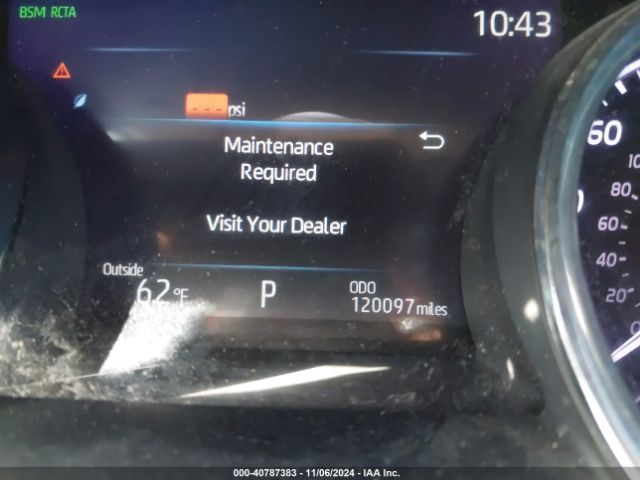 BSM RCTA
10:43
--- psi
Maintenance
Required
Visit Your Dealer
Outside
62°F
P
ODO
120097 miles
60
80
60
40
20
0
000-40787383 - 11/06/2024 - IAA Inc.